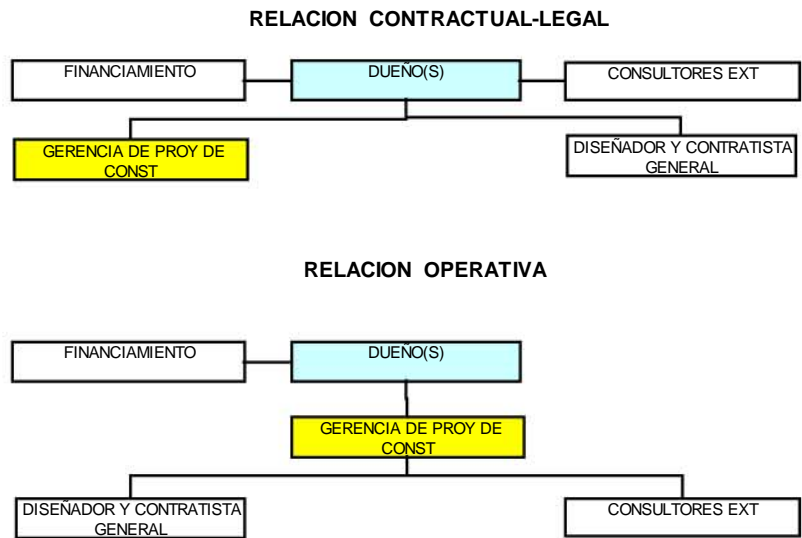 RELACION CONTRACTUAL-LEGAL
FINANCIAMIENTO
DUEÑO(S)
CONSULTORES EXT
GERENCIA DE PROY DE
CONST
DISEÑADOR Y CONTRATISTA
GENERAL
RELACION OPERATIVA
FINANCIAMIENTO
DUEÑO(S)
GERENCIA DE PROY DE
CONST
DISEÑADOR Y CONTRATISTA
GENERAL
CONSULTORES EXT